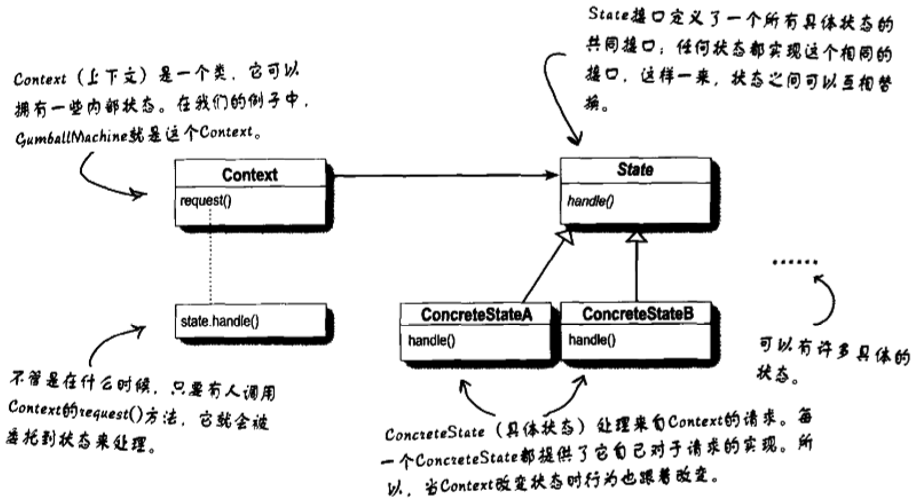 State接口定义了一个所有具体状态的
共同接口；任何状态都实现这个相同的
接口，这样一来，状态之间可以互相替
换。
Context（上下文）是一个类，它可以
拥有一些内部状态。在我们的例子中，
GumballMachine就是这个Context。
Context
request()
State
handle()
state.handle()
ConcreteStateA
handle()
ConcreteStateB
handle()
......
可以有许多具体的
状态。
不管是在什么时候，只要有人调用
Context的request()方法，它就会被
委托到状态来处理。
ConcreteState（具体状态）处理来自Context的请求。每
一个ConcreteState都提供了它自己对于请求的实现。所
以，当Context改变状态时行为也跟着改变。